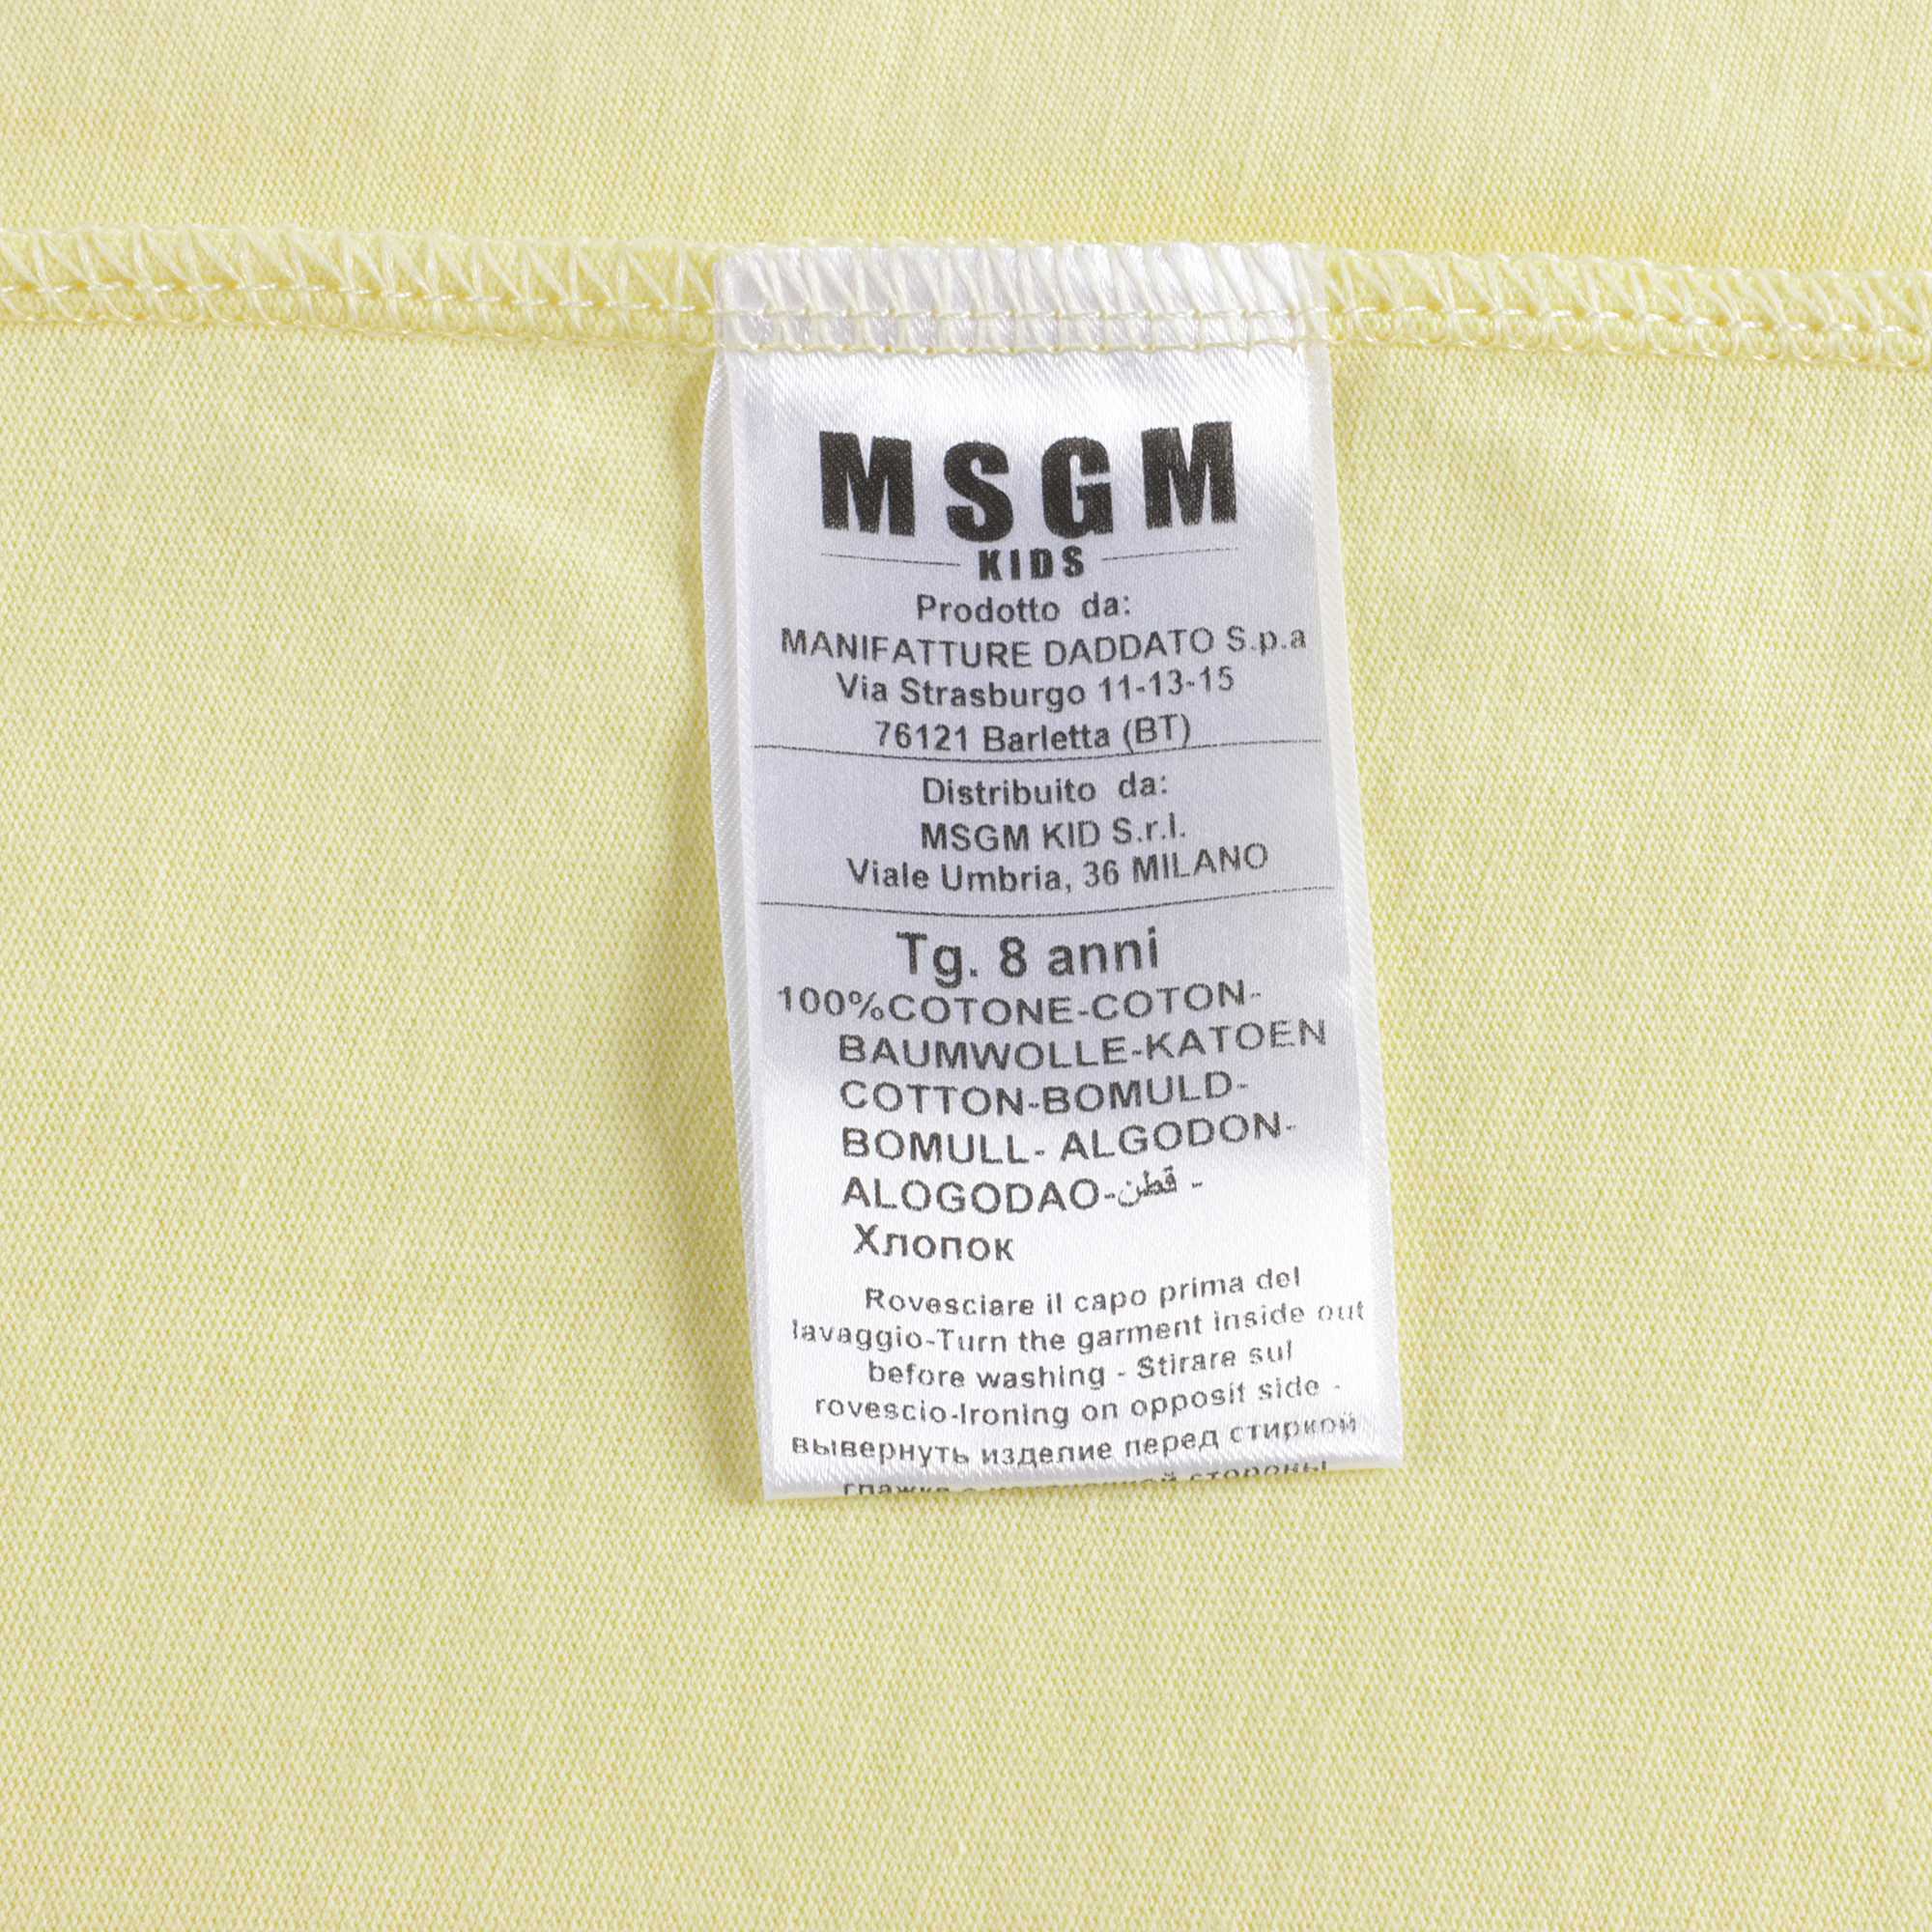 MSGM
KIDS
Prodotto da:
MANIFATTURE DADDATO S.p.a
Via Strasburgo 11-13-15
76121 Barletta (BT)
Distribuito da:
MSGM KID S.r.l.
Viale Umbria, 36 MILANO
Tg. 8 anni
100%COTONE-COTON-
BAUMWOLLE-KATOEN
COTTON-BOMULD-
BOMULL- ALGODON-
ALOGODAO-قطن -
Хлопок
Rovesciare il capo prima del
lavaggio-Turn the garment inside out
before washing - Stirare sul
rovescio-Ironing on opposit side -
вывернуть изделие перед стиркой
стороны